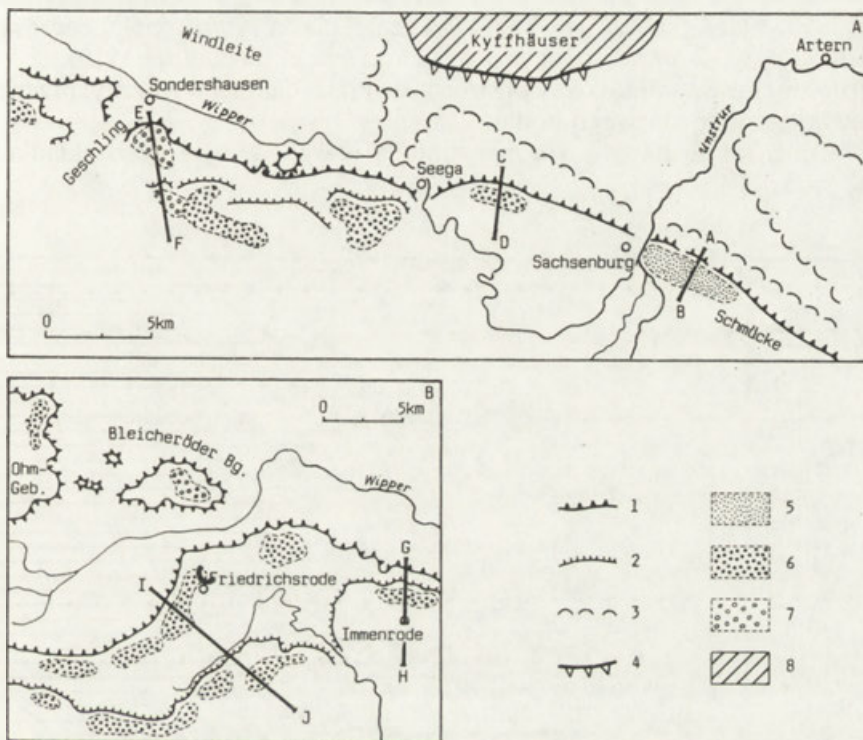 A
Windleite
Kyffhäuser
Artern
Sondershausen
Wipper
Unstrut
E
Geschling
Seega
C
F
D
Sachsenburg
A
B
Schmücke
0 5km
B
0 5km
Bleicheröder Bg.
Ohm-
Geb.
Wipper
G
I
Friedrichsrode
Immenrode
H
J
1
2
3
4
5
6
7
8